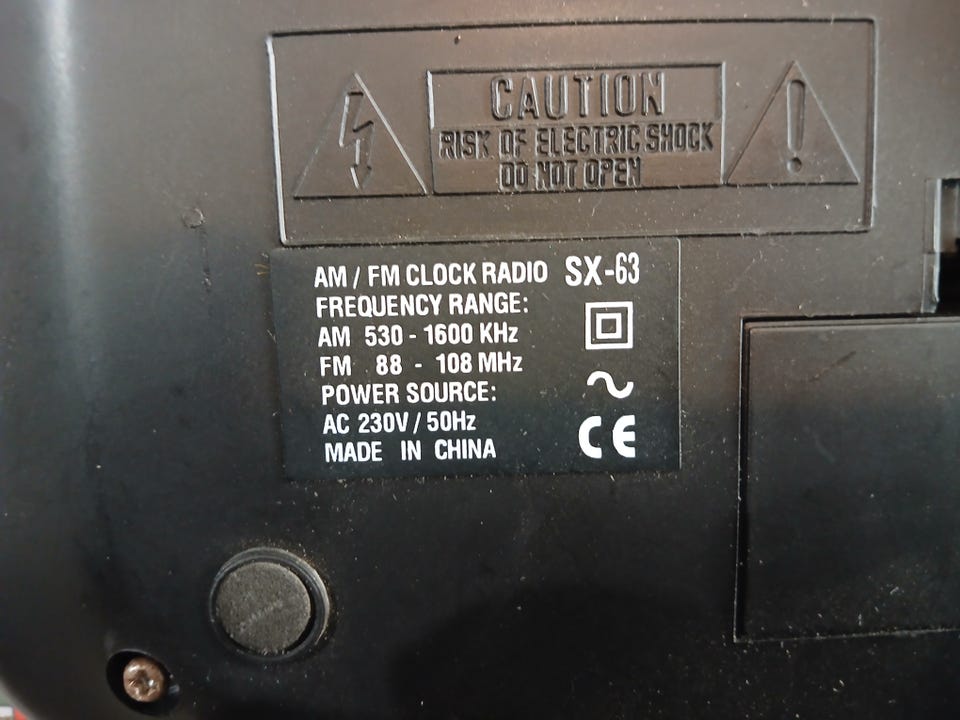 CAUTION
RISK OF ELECTRIC SHOCK
DO NOT OPEN
AM / FM CLOCK RADIO SX-63
FREQUENCY RANGE:
AM 530 - 1600 KHz
FM 88 - 108 MHz
POWER SOURCE:
AC 230V / 50Hz
MADE IN CHINA
CE